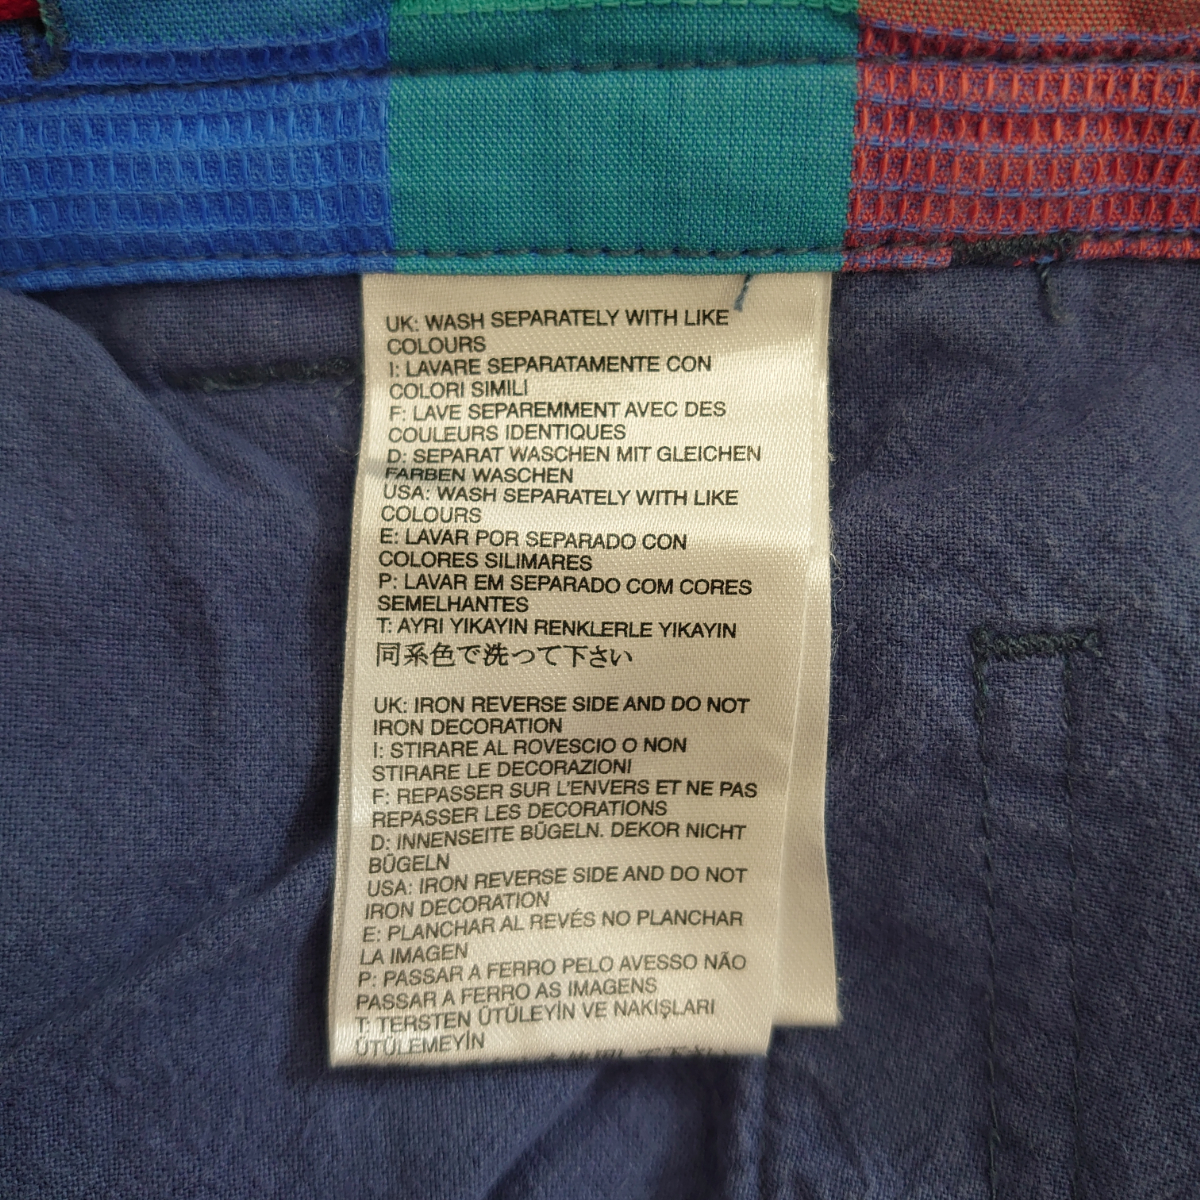 UK: WASH SEPARATELY WITH LIKE
COLOURS
I: LAVARE SEPARATAMENTE CON
COLORI SIMILI
F: LAVE SEPAREMMENT AVEC DES
COULEURS IDENTIQUES
D: SEPARAT WASCHEN MIT GLEICHEN
FARBEN WASCHEN
USA: WASH SEPARATELY WITH LIKE
COLOURS
E: LAVAR POR SEPARADO CON
COLORES SILIMARES
P: LAVAR EM SEPARADO COM CORES
SEMELHANTES
T: AYRI YIKAYIN RENKLERLE YIKAYIN
同系色で洗って下さい
UK: IRON REVERSE SIDE AND DO NOT
IRON DECORATION
I: STIRARE AL ROVESCIO O NON
STIRARE LE DECORAZIONI
F: REPASSER SUR L'ENVERS ET NE PAS
REPASSER LES DECORATIONS
D: INNENSEITE BÜGELN. DEKOR NICHT
BÜGELN
USA: IRON REVERSE SIDE AND DO NOT
IRON DECORATION
E: PLANCHAR AL REVÉS NO PLANCHAR
LA IMAGEN
P: PASSAR A FERRO PELO AVESSO NÃO
PASSAR A FERRO AS IMAGENS
T: TERSTEN ÜTÜLEYİN VE NAKIŞLARI
ÜTÜLEMEYİN
して下さい